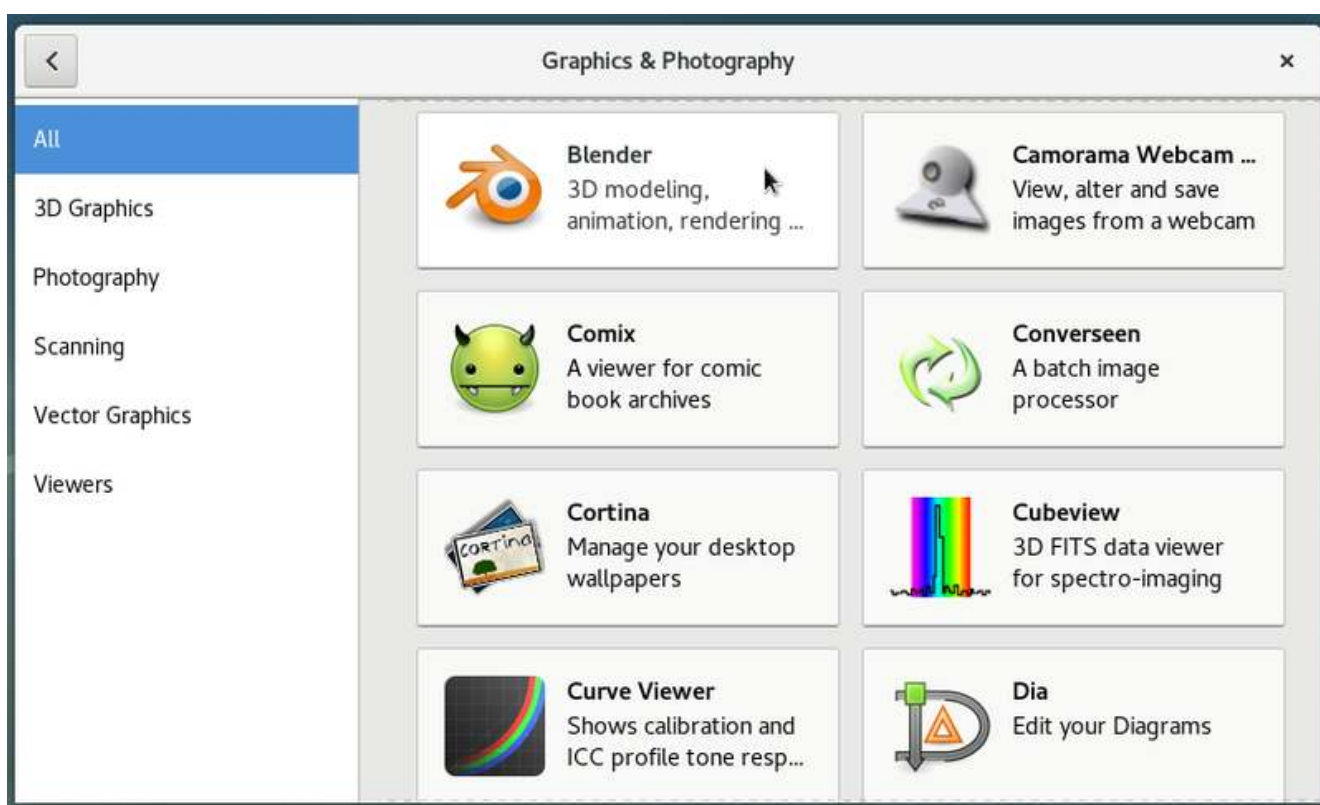 Graphics & Photography
All
3D Graphics
Photography
Scanning
Vector Graphics
Viewers
Blender
3D modeling,
animation, rendering ...
Camorama Webcam ...
View, alter and save
images from a webcam
Comix
A viewer for comic
book archives
Converseen
A batch image
processor
Cortina
Manage your desktop
wallpapers
CORTINA
Cubeview
3D FITS data viewer
for spectro-imaging
Curve Viewer
Shows calibration and
ICC profile tone resp...
Dia
Edit your Diagrams